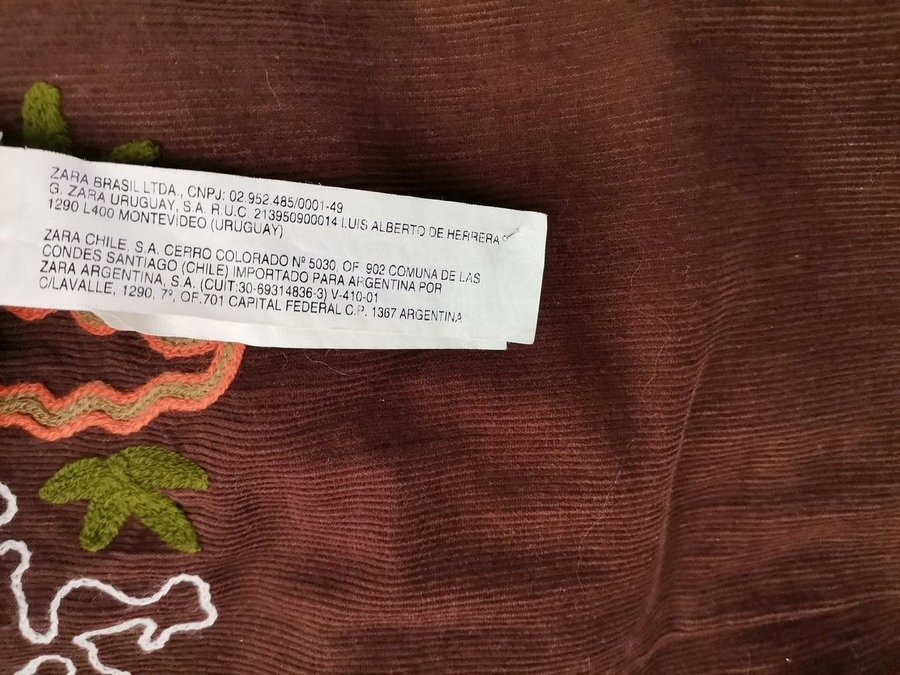 ZARA BRASIL LTDA., CNPJ: 02.952.485/0001-49
G. ZARA URUGUAY, S.A. R.U.C. 213950900014 LUIS ALBERTO DE HERRERA
1290 L400 MONTEVIDEO (URUGUAY)
ZARA CHILE, S.A. CERRO COLORADO Nº 5030, OF. 902 COMUNA DE LAS
CONDES SANTIAGO (CHILE) IMPORTADO PARA ARGENTINA POR
ZARA ARGENTINA, S.A. (CUIT:30-69314836-3) V-410-01
C/LAVALLE, 1290, 7º, OF.701 CAPITAL FEDERAL C.P. 1367 ARGENTINA